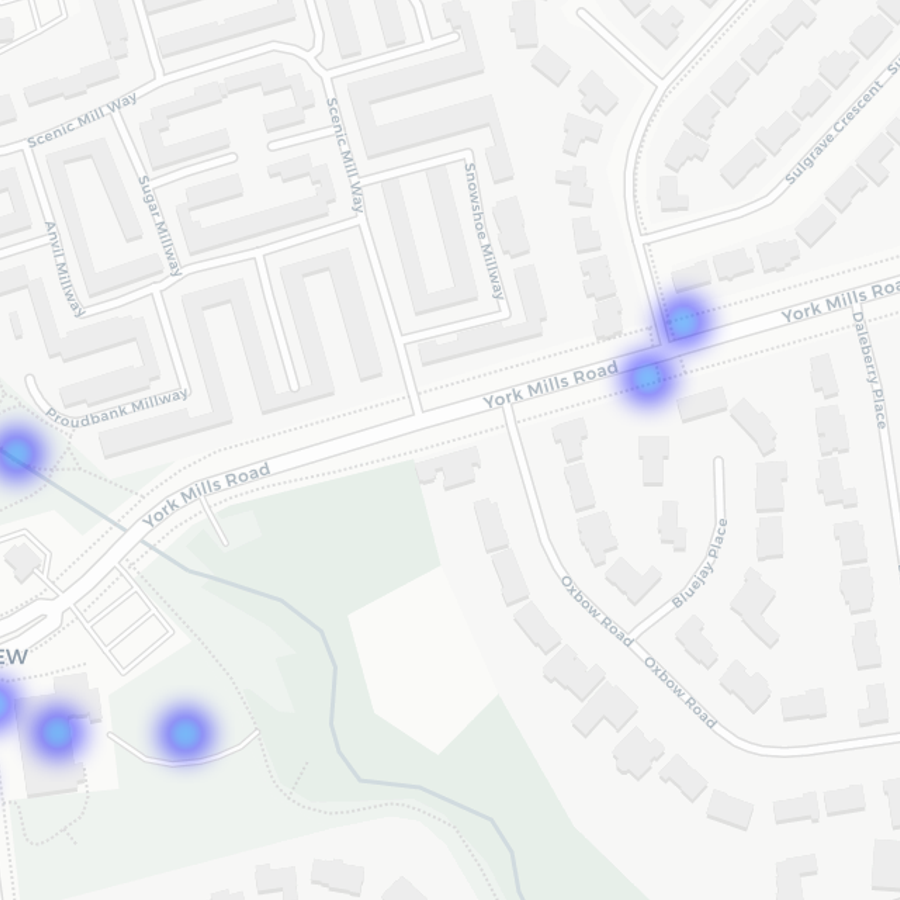 Scenic Mill Way
Scenic Mill Way
Sugar Millway
Snowshoe Millway
Anvil Millway
Sulgrave Crescent
Proudbank Millway
York Mills Road
York Mills Roa
York Mills Road
Daleberry Place
Bluejay Place
Oxbow Road
Oxbow Road
EW